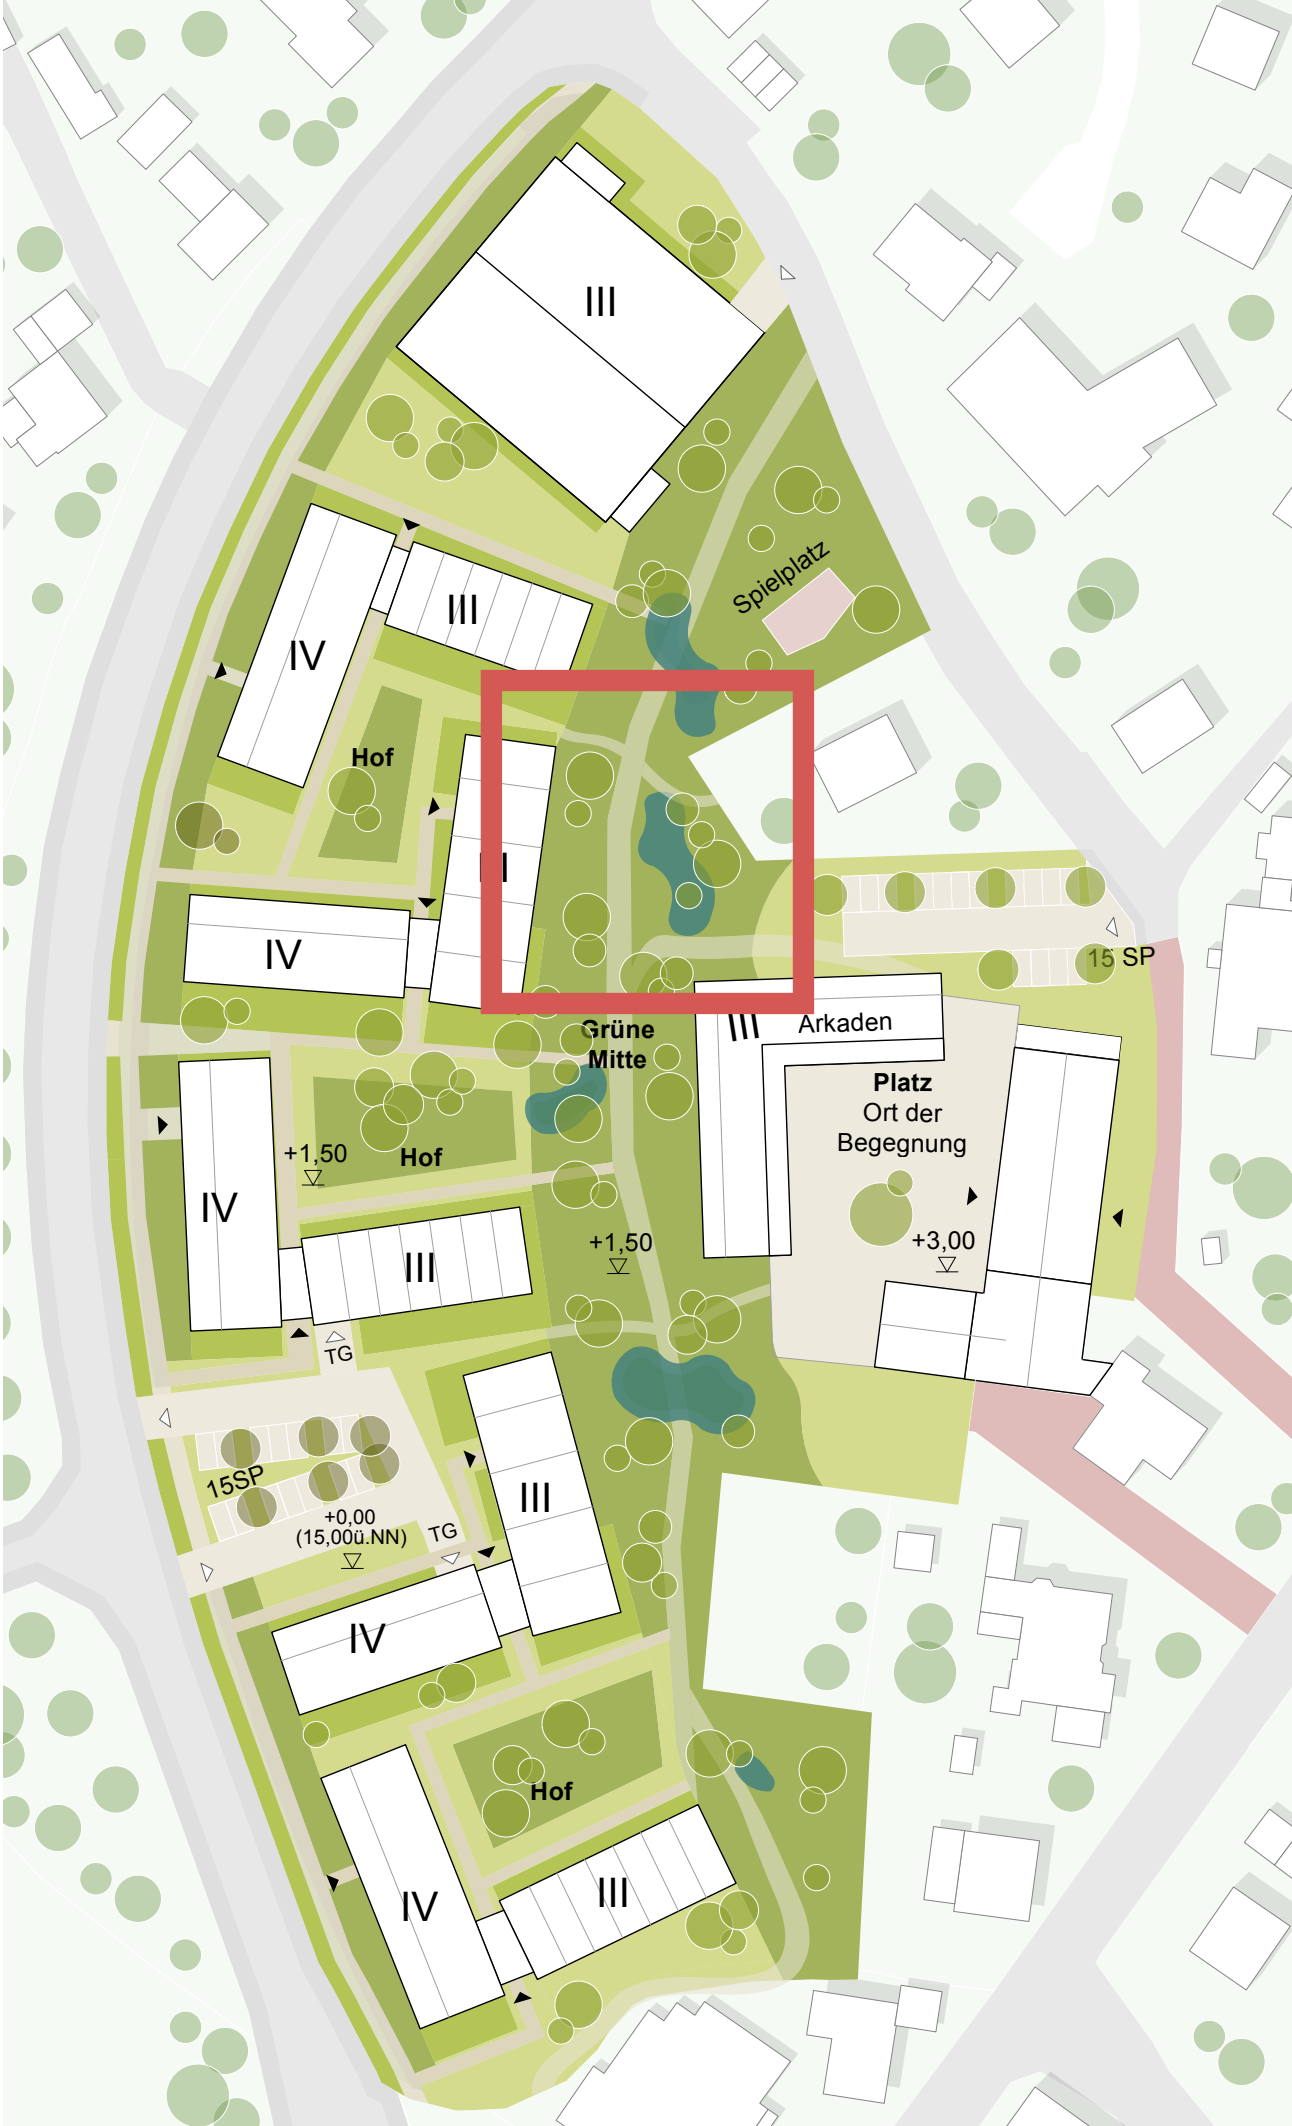 III
Spielplatz
III
IV
Hof
IV
15 SP
Grüne
Mitte
III
Arkaden
Platz
Ort der
Begegnung
+1,50
Hof
IV
+1,50
+3,00
III
TG
15SP
III
+0,00
(15,00ü.NN)
TG
IV
Hof
III
IV